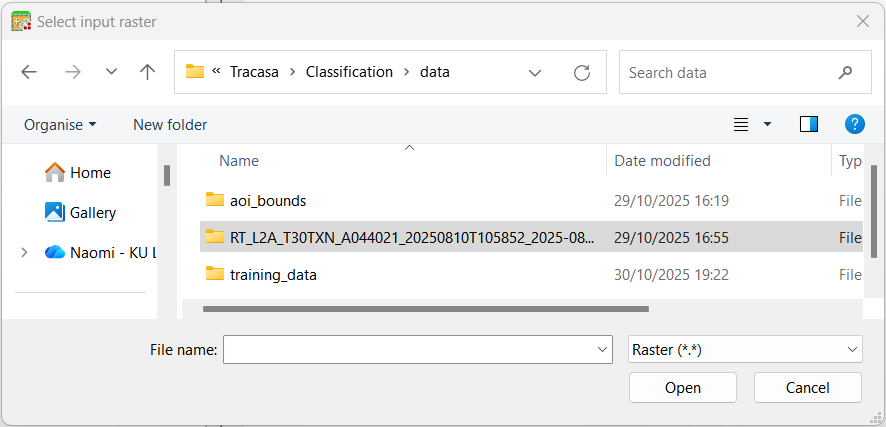 Select input raster
« Tracasa > Classification > data
Search data
Organise
New folder
Name
Date modified
Typ
Home
Gallery
Naomi - KU L
aoi_bounds
29/10/2025 16:19
File
RT_L2A_T30TXN_A044021_20250810T105852_2025-08...
29/10/2025 16:55
File
training_data
30/10/2025 19:22
File
File name:
Raster (*.*)
Open
Cancel